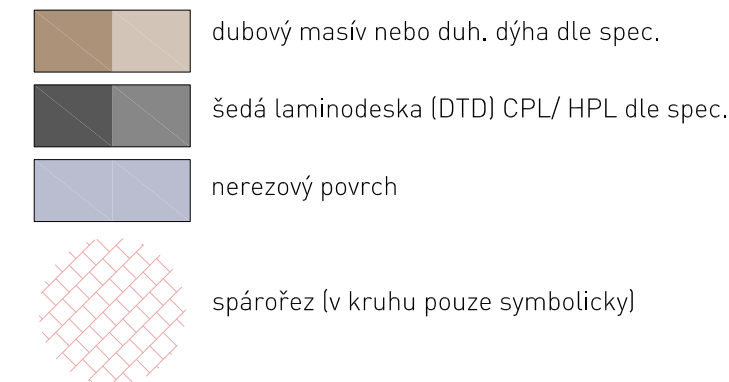 dubový masív nebo duh. dýha dle spec.
šedá laminodeska (DTD) CPL/ HPL dle spec.
nerezový povrch
spárořez (v kruhu pouze symbolicky)